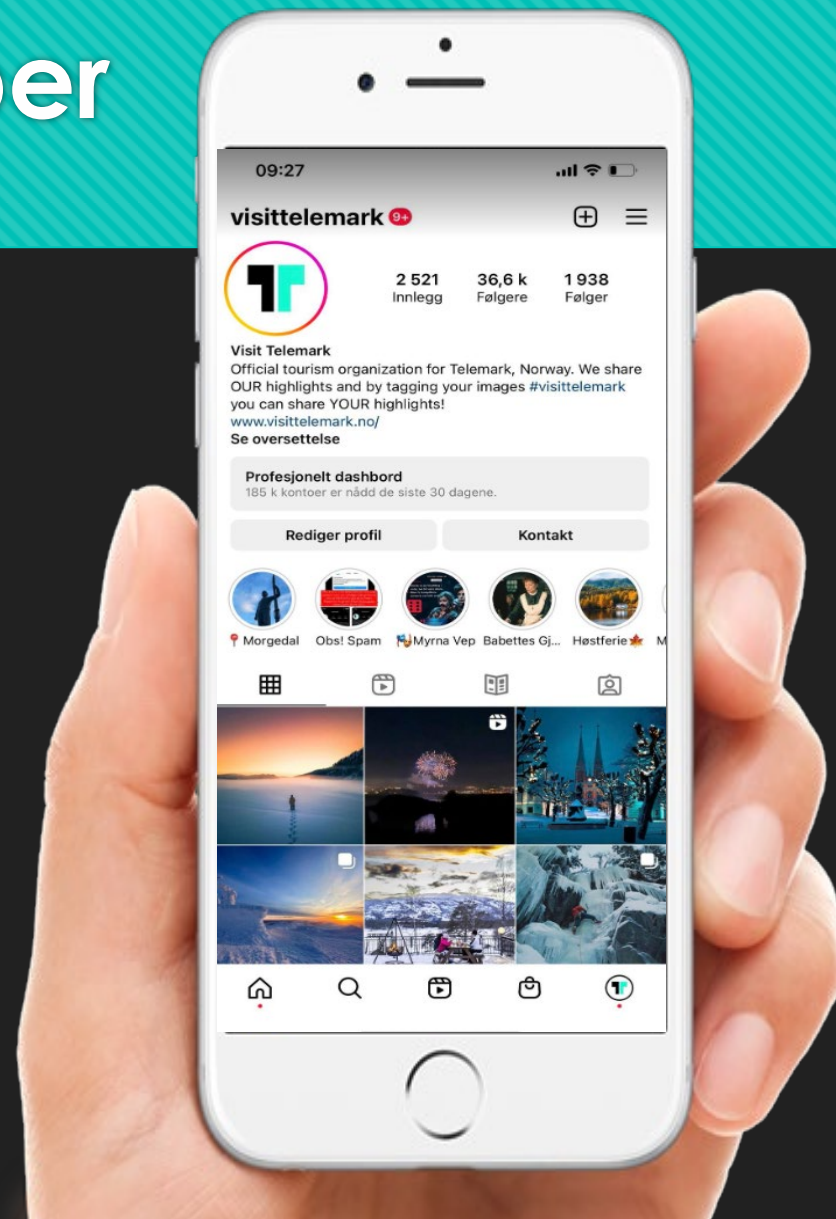 09:27
visittelemark 9+
2 521 36,6 k 1 938
Innlegg Følgere Følger
Visit Telemark
Official tourism organization for Telemark, Norway. We share
OUR highlights and by tagging your images #visittelemark
you can share YOUR highlights!
www.visittelemark.no/
Se oversettelse
Profesjonelt dashbord
185 k kontoer er nådd de siste 30 dagene.
Rediger profil Kontakt
Morgedal Obs! Spam Myrna Vep Babettes Gj... Høstferie M